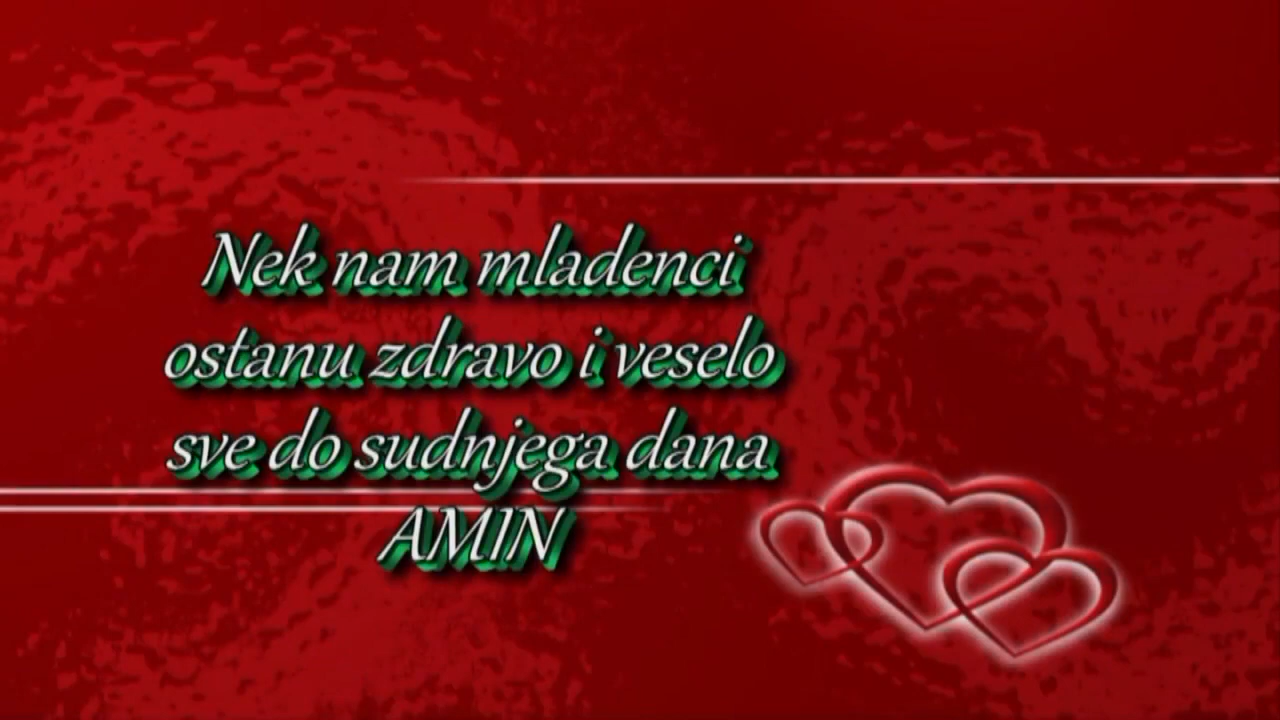 Nek nam mladenci
ostanu zdravo i veselo
sve do sudnjega dana
AMIN